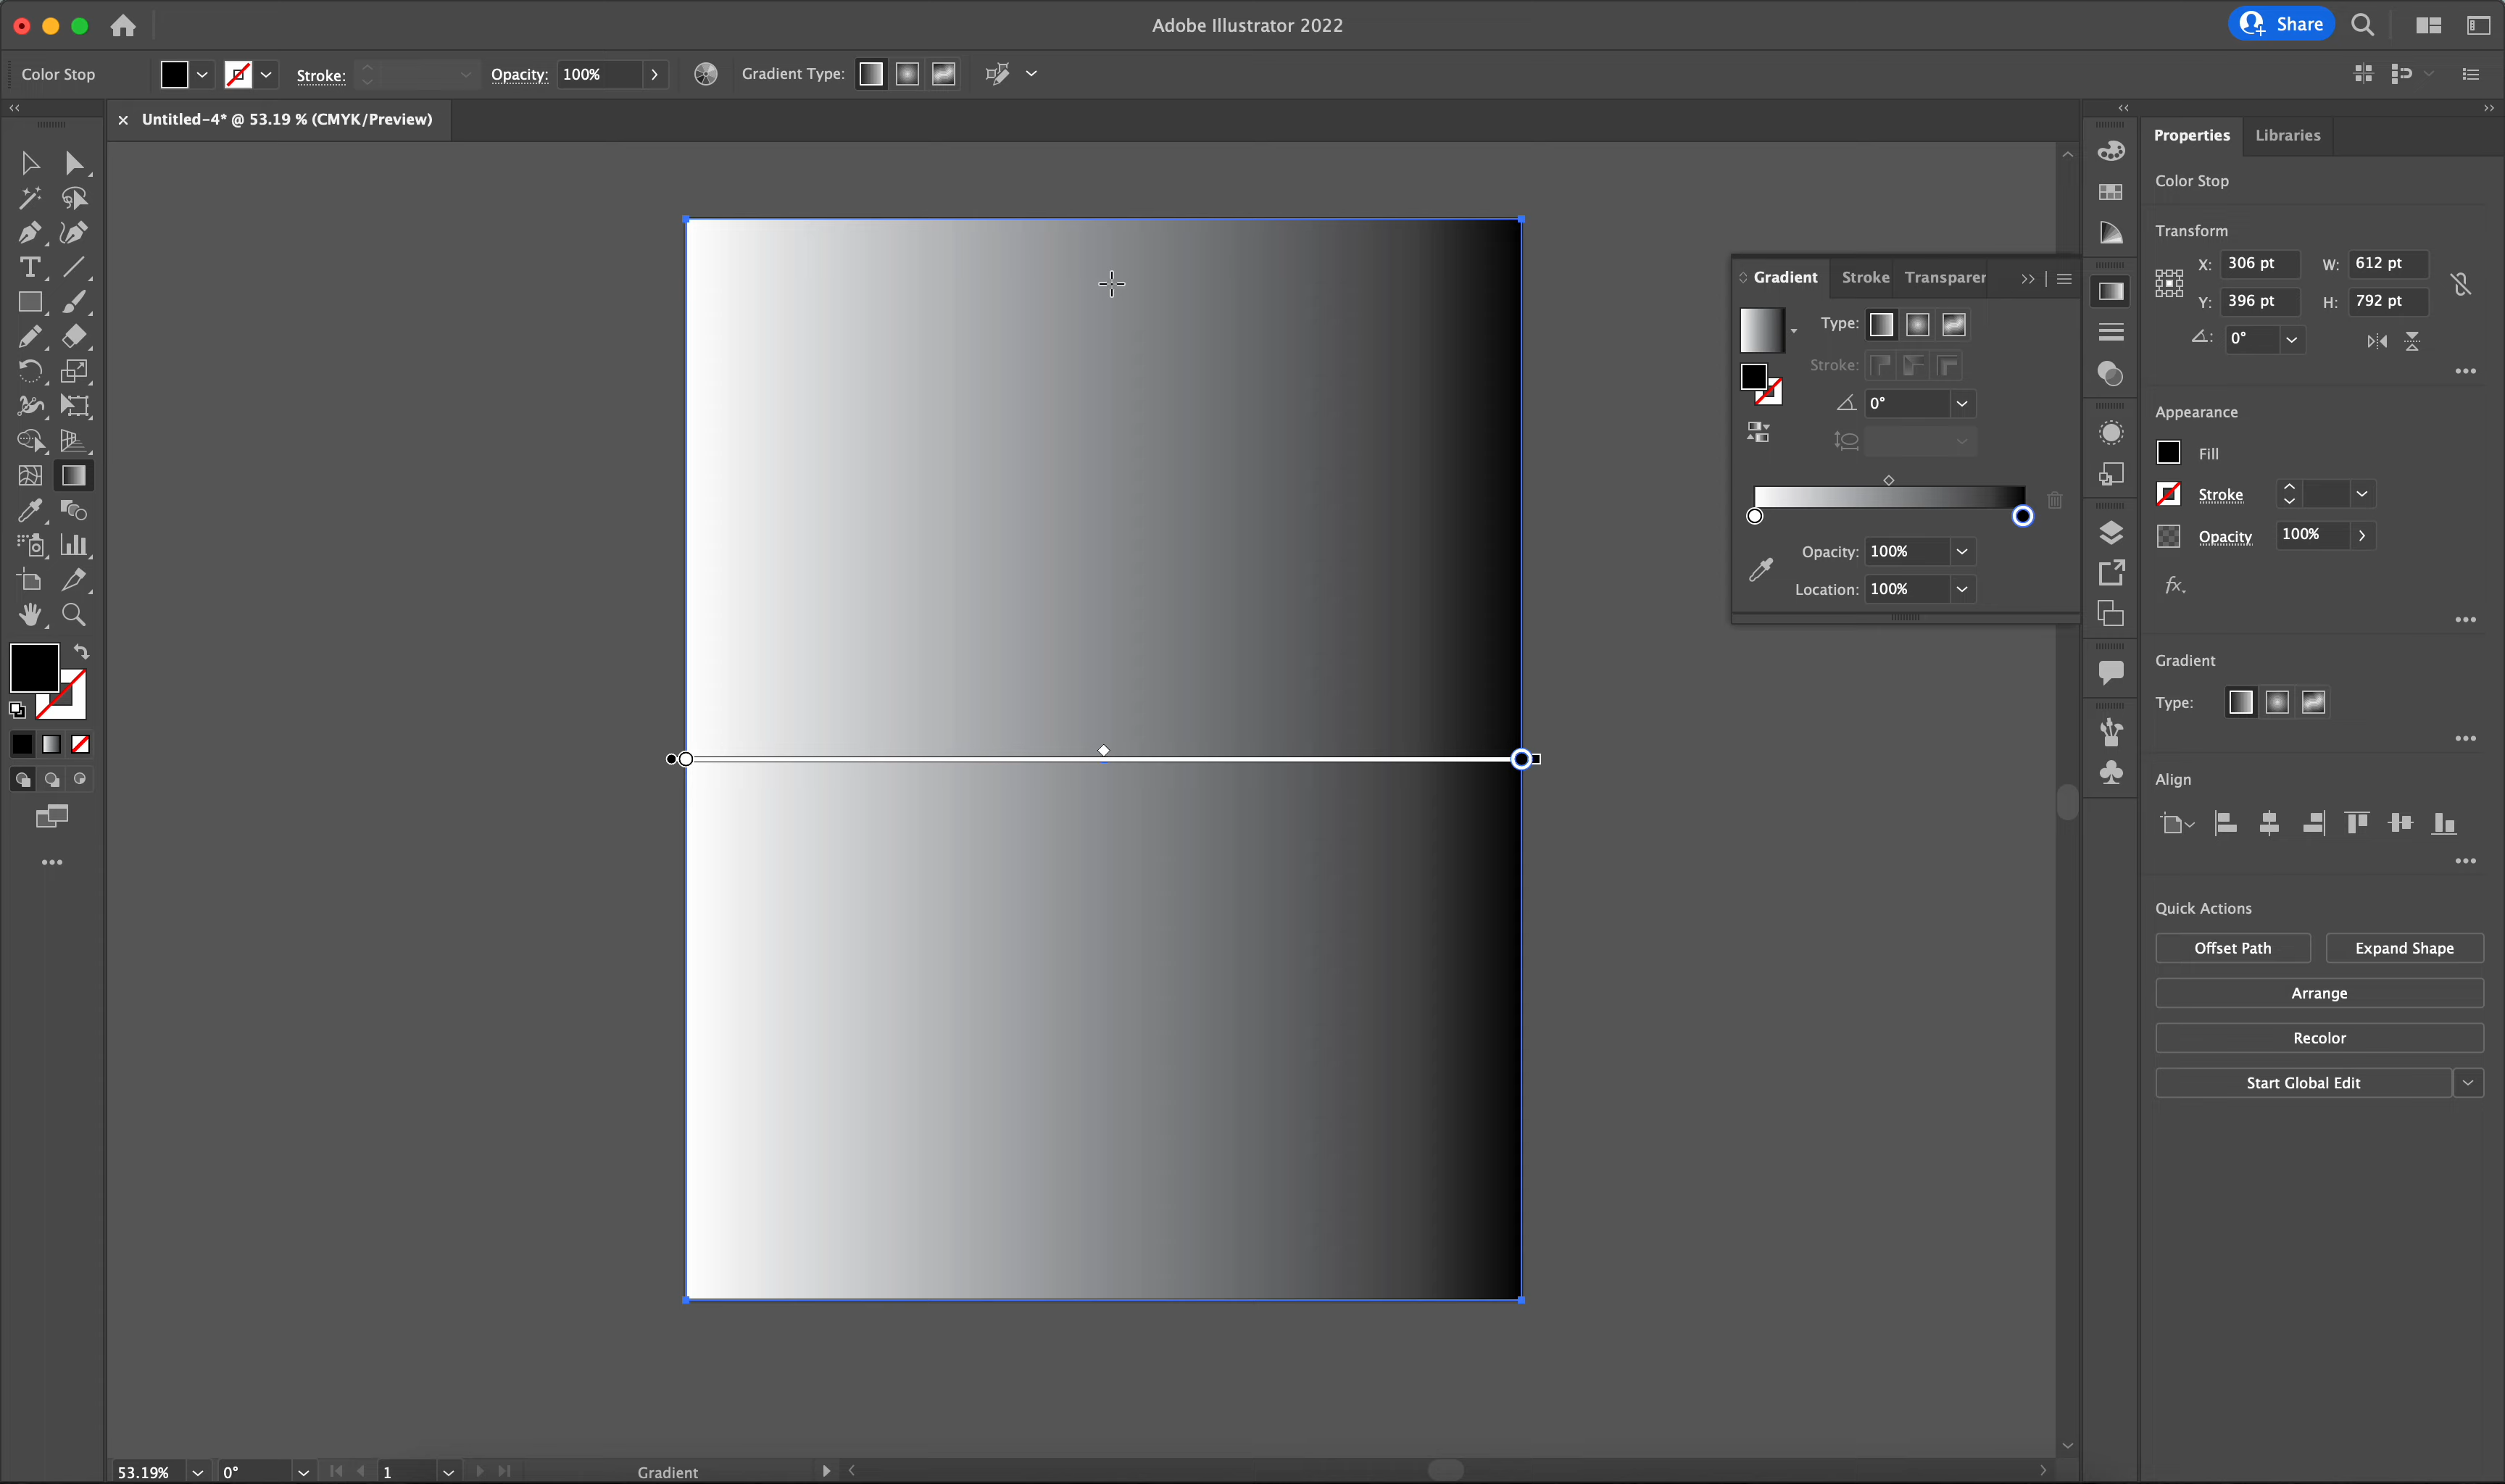 Adobe Illustrator 2022
Share
Color Stop
Stroke:
Opacity: 100%
Gradient Type:
Untitled-4* @ 53.19 % (CMYK/Preview)
Properties Libraries
Color Stop
Transform
X: 306 pt W: 612 pt
Y: 396 pt H: 792 pt
0°
Appearance
Fill
Stroke
Opacity 100%
fx
Gradient
Type:
Align
Quick Actions
Offset Path Expand Shape
Arrange
Recolor
Start Global Edit
Gradient Stroke Transparer
Type:
Stroke:
0°
Opacity: 100%
Location: 100%
53.19% 0° 1 Gradient